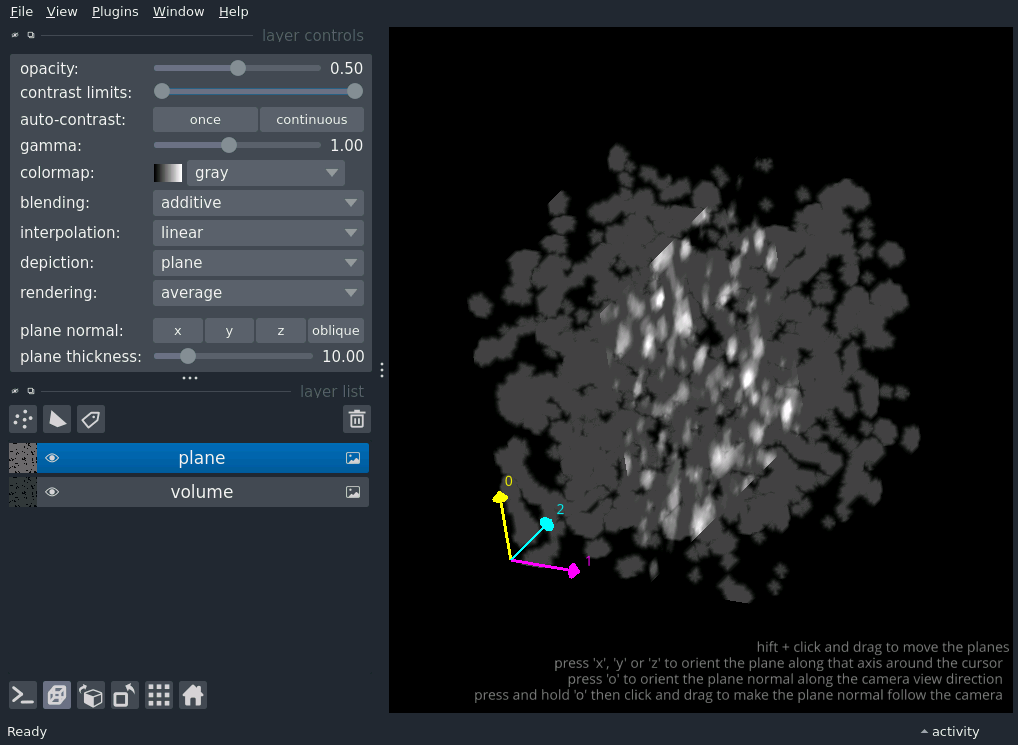 File View Plugins Window Help
layer controls
opacity: 0.50
contrast limits:
auto-contrast: once continuous
gamma: 1.00
colormap: gray
blending: additive
interpolation: linear
depiction: plane
rendering: average
plane normal: x y z oblique
plane thickness: 10.00
layer list
plane
volume
0
2
1
hift + click and drag to move the planes
press 'x', 'y' or 'z' to orient the plane along that axis around the cursor
press 'o' to orient the plane normal along the camera view direction
press and hold 'o' then click and drag to make the plane normal follow the camera
Ready activity